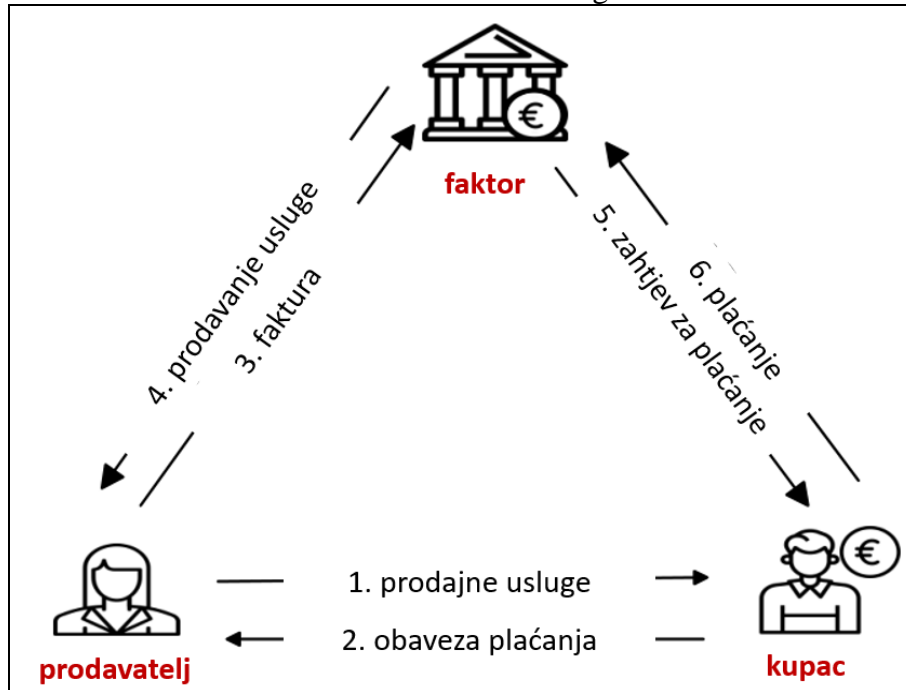 faktor
4. prodavanje usluge
3. faktura
5. zahtjev za plaćanje
6. plaćanje
1. prodajne usluge
2. obaveza plaćanja
prodavatelj
kupac